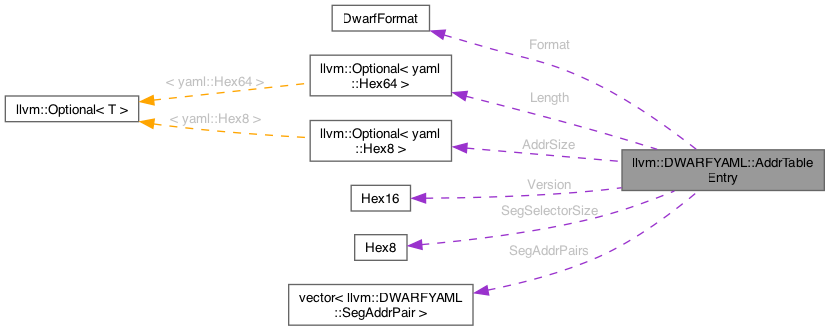 DwarfFormat
Format
llvm::Optional< yaml
::Hex64 >
< yaml::Hex64 >
Length
llvm::Optional< T >
< yaml::Hex8 >
llvm::Optional< yaml
::Hex8 >
AddrSize
llvm::DWARFYAML::AddrTable
Entry
Version
Hex16
SegSelectorSize
Hex8
SegAddrPairs
vector< llvm::DWARFYAML
::SegAddrPair >